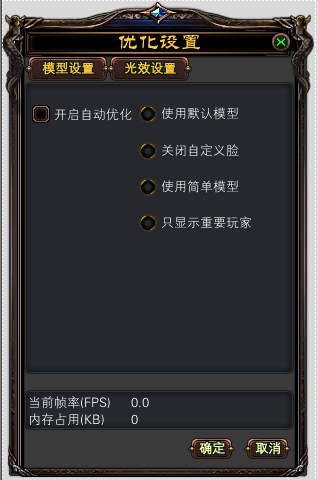 优化设置
模型设置 光效设置
开启自动优化 使用默认模型
关闭自定义脸
使用简单模型
只显示重要玩家
当前帧率(FPS) 0.0
内存占用(KB) 0
确定 取消